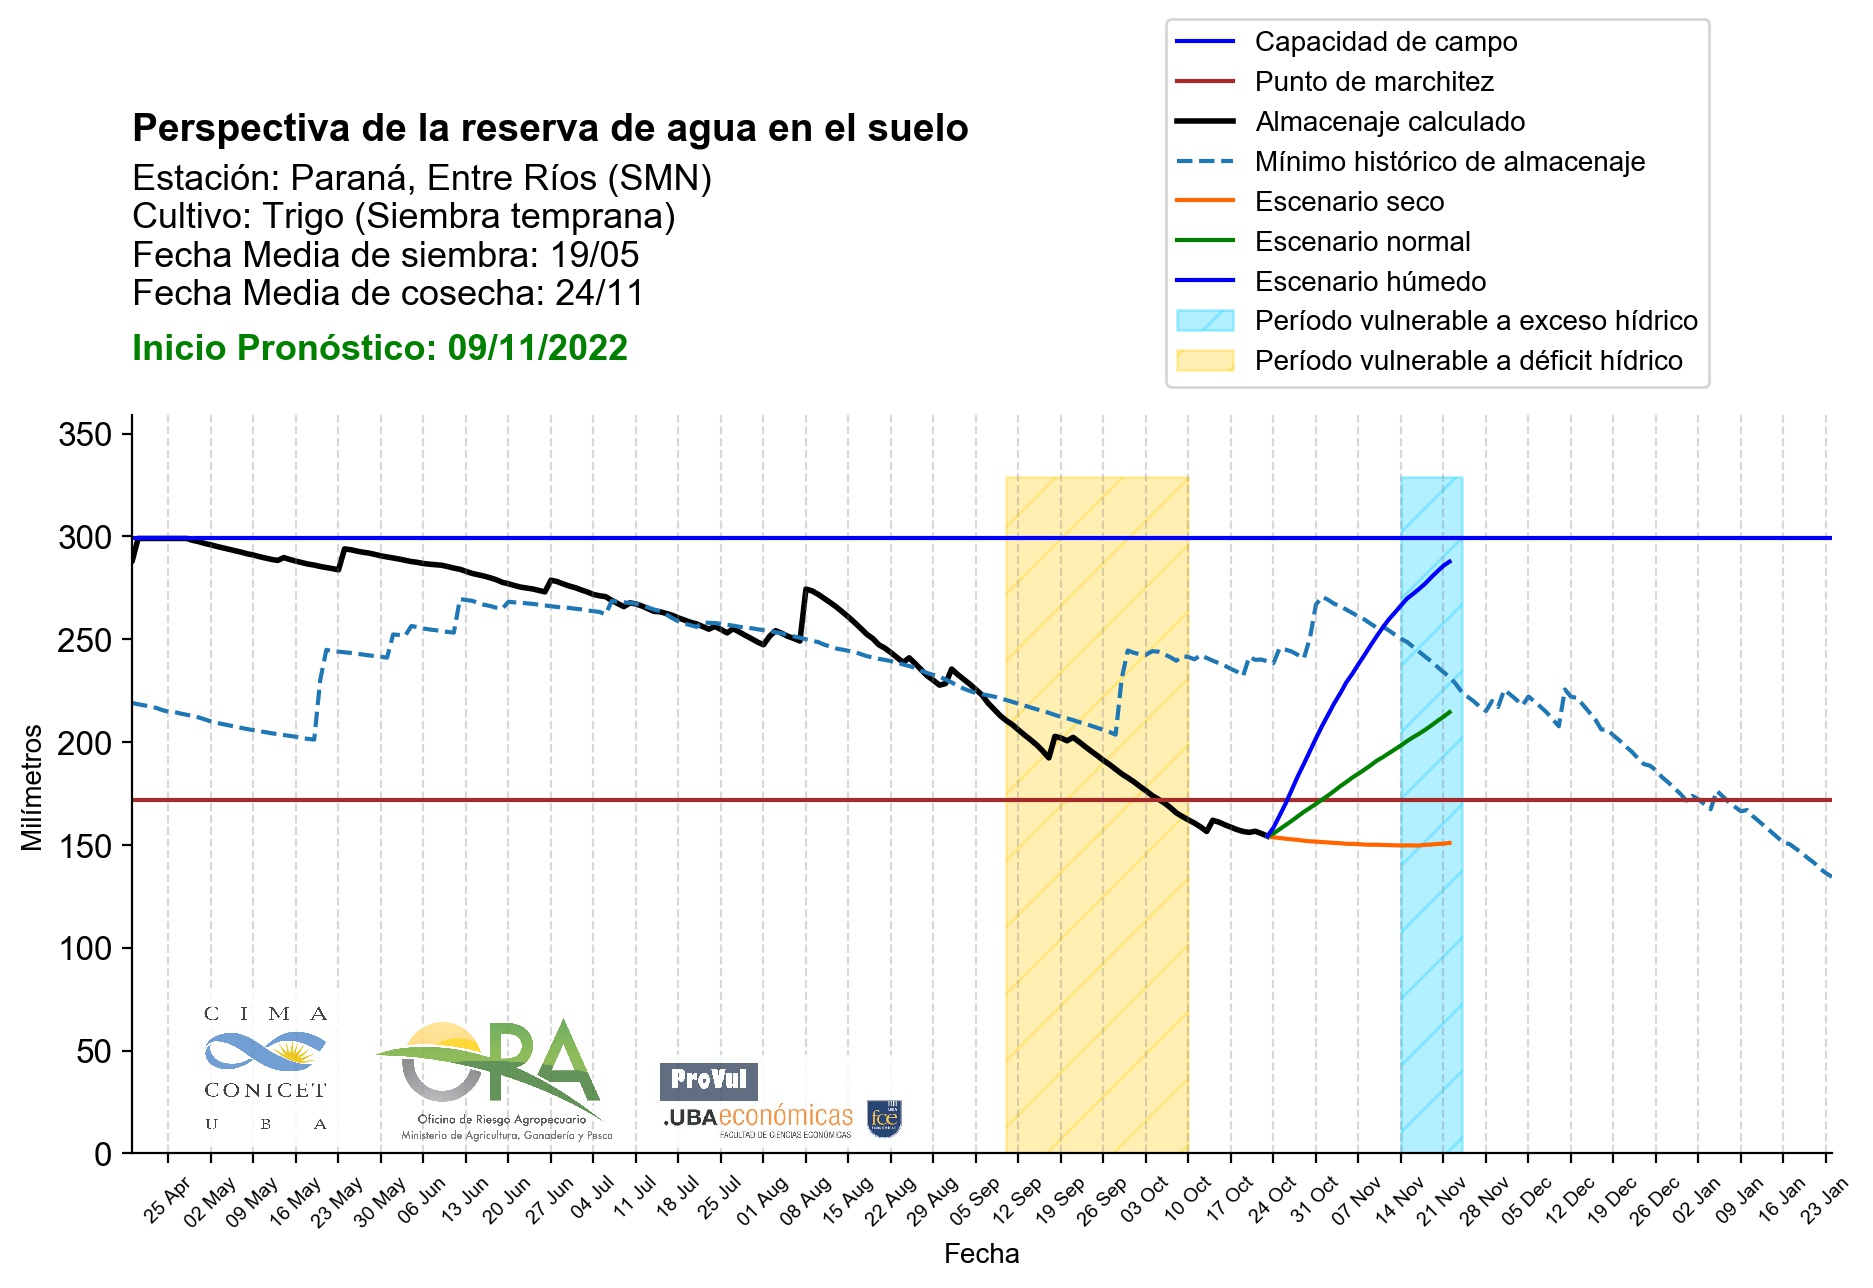 Capacidad de campo
Punto de marchitez
Almacenaje calculado
Mínimo histórico de almacenaje
Escenario seco
Escenario normal
Escenario húmedo
Período vulnerable a exceso hídrico
Período vulnerable a déficit hídrico
Perspectiva de la reserva de agua en el suelo
Estación: Paraná, Entre Ríos (SMN)
Cultivo: Trigo (Siembra temprana)
Fecha Media de siembra: 19/05
Fecha Media de cosecha: 24/11
Inicio Pronóstico: 09/11/2022
350
300
250
200
150
100
50
0
Milímetros
C I M A
CONICET
U B A
ORA
Oficina de Riesgo Agropecuario
Ministerio de Agricultura, Ganadería y Pesca
ProVul
.UBAeconómicas
FACULTAD DE CIENCIAS ECONÓMICAS
fce
25 Apr
02 May
09 May
16 May
23 May
30 May
06 Jun
13 Jun
20 Jun
27 Jun
04 Jul
11 Jul
18 Jul
25 Jul
01 Aug
08 Aug
15 Aug
22 Aug
29 Aug
05 Sep
12 Sep
19 Sep
26 Sep
03 Oct
10 Oct
17 Oct
24 Oct
31 Oct
07 Nov
14 Nov
21 Nov
28 Nov
05 Dec
12 Dec
19 Dec
26 Dec
02 Jan
09 Jan
16 Jan
23 Jan
Fecha